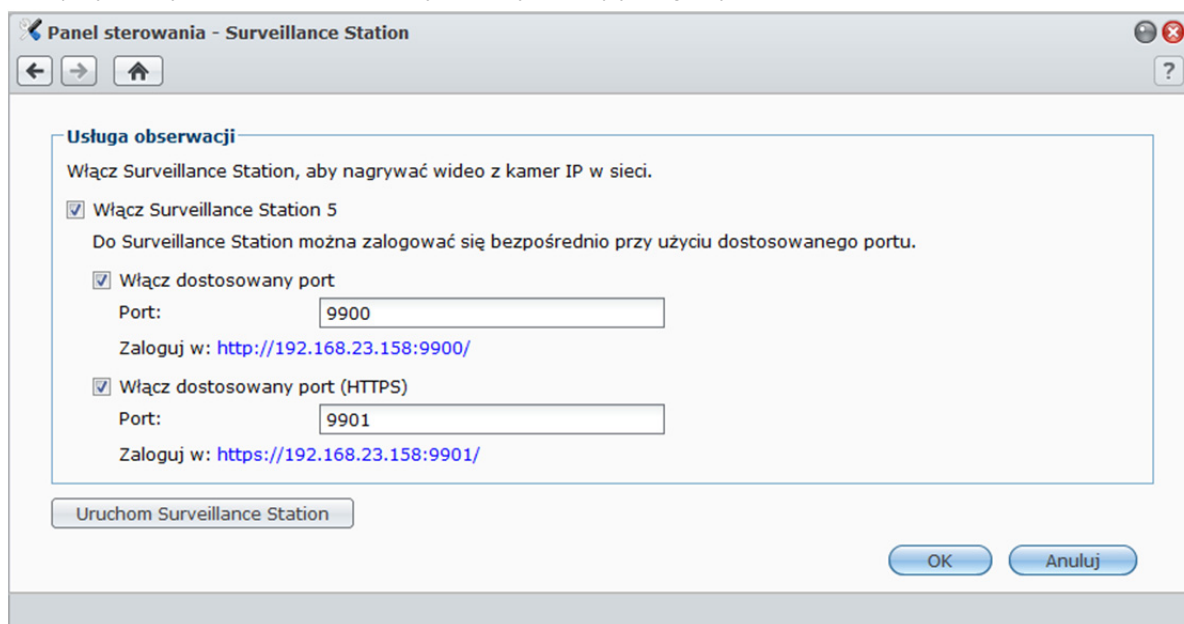 Panel sterowania - Surveillance Station
?
Usługa obserwacji
Włącz Surveillance Station, aby nagrywać wideo z kamer IP w sieci.
Włącz Surveillance Station 5
Do Surveillance Station można zalogować się bezpośrednio przy użyciu dostosowanego portu.
Włącz dostosowany port
Port: 9900
Zaloguj w: http://192.168.23.158:9900/
Włącz dostosowany port (HTTPS)
Port: 9901
Zaloguj w: https://192.168.23.158:9901/
Uruchom Surveillance Station
OK Anuluj